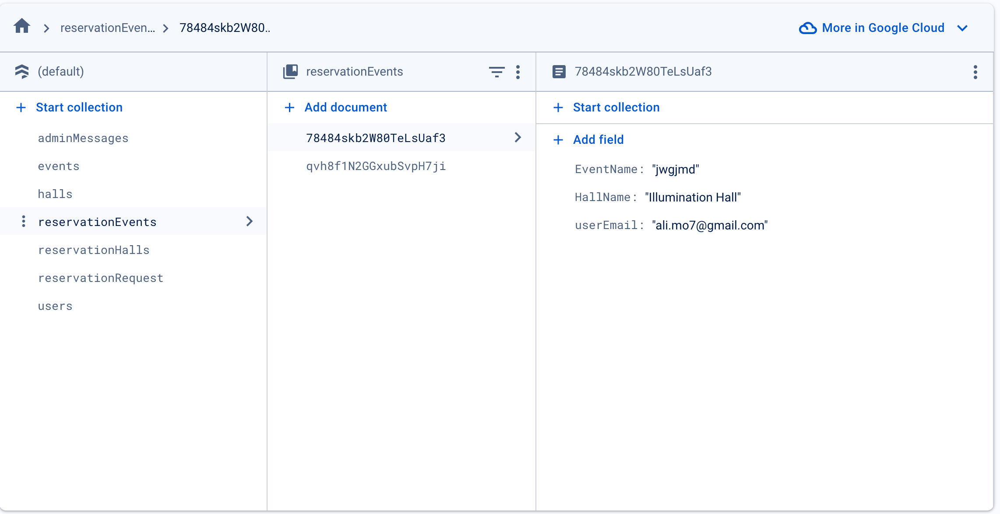 reservationEven... 78484skb2W80..
More in Google Cloud
(default)
reservationEvents
78484skb2W80TeLsUaf3
+ Start collection
+ Add document
+ Start collection
adminMessages
events
halls
reservationEvents
reservationHalls
reservationRequest
users
78484skb2W80TeLsUaf3
qvh8f1N2GGxubSvpH7ji
+ Add field
EventName: "jwgjmd"
HallName: "Illumination Hall"
userEmail: "ali.mo7@gmail.com"